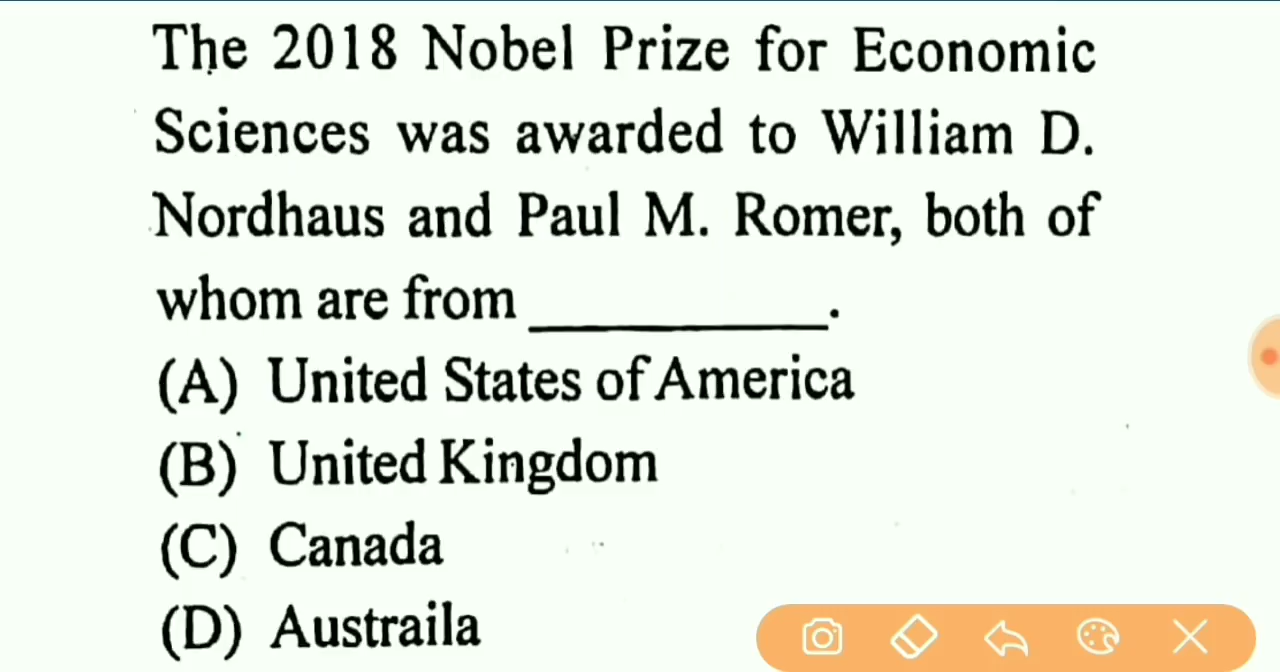 The 2018 Nobel Prize for Economic
Sciences was awarded to William D.
Nordhaus and Paul M. Romer, both of
whom are from __________.
(A) United States of America
(B) United Kingdom
(C) Canada
(D) Austraila